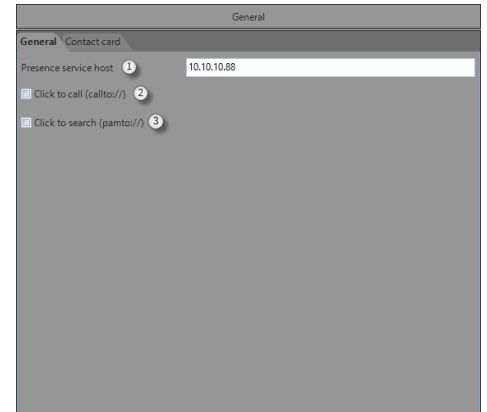 General
General Contact card
Presence service host 1 10.10.10.88
Click to call (callto://) 2
Click to search (pamto://) 3